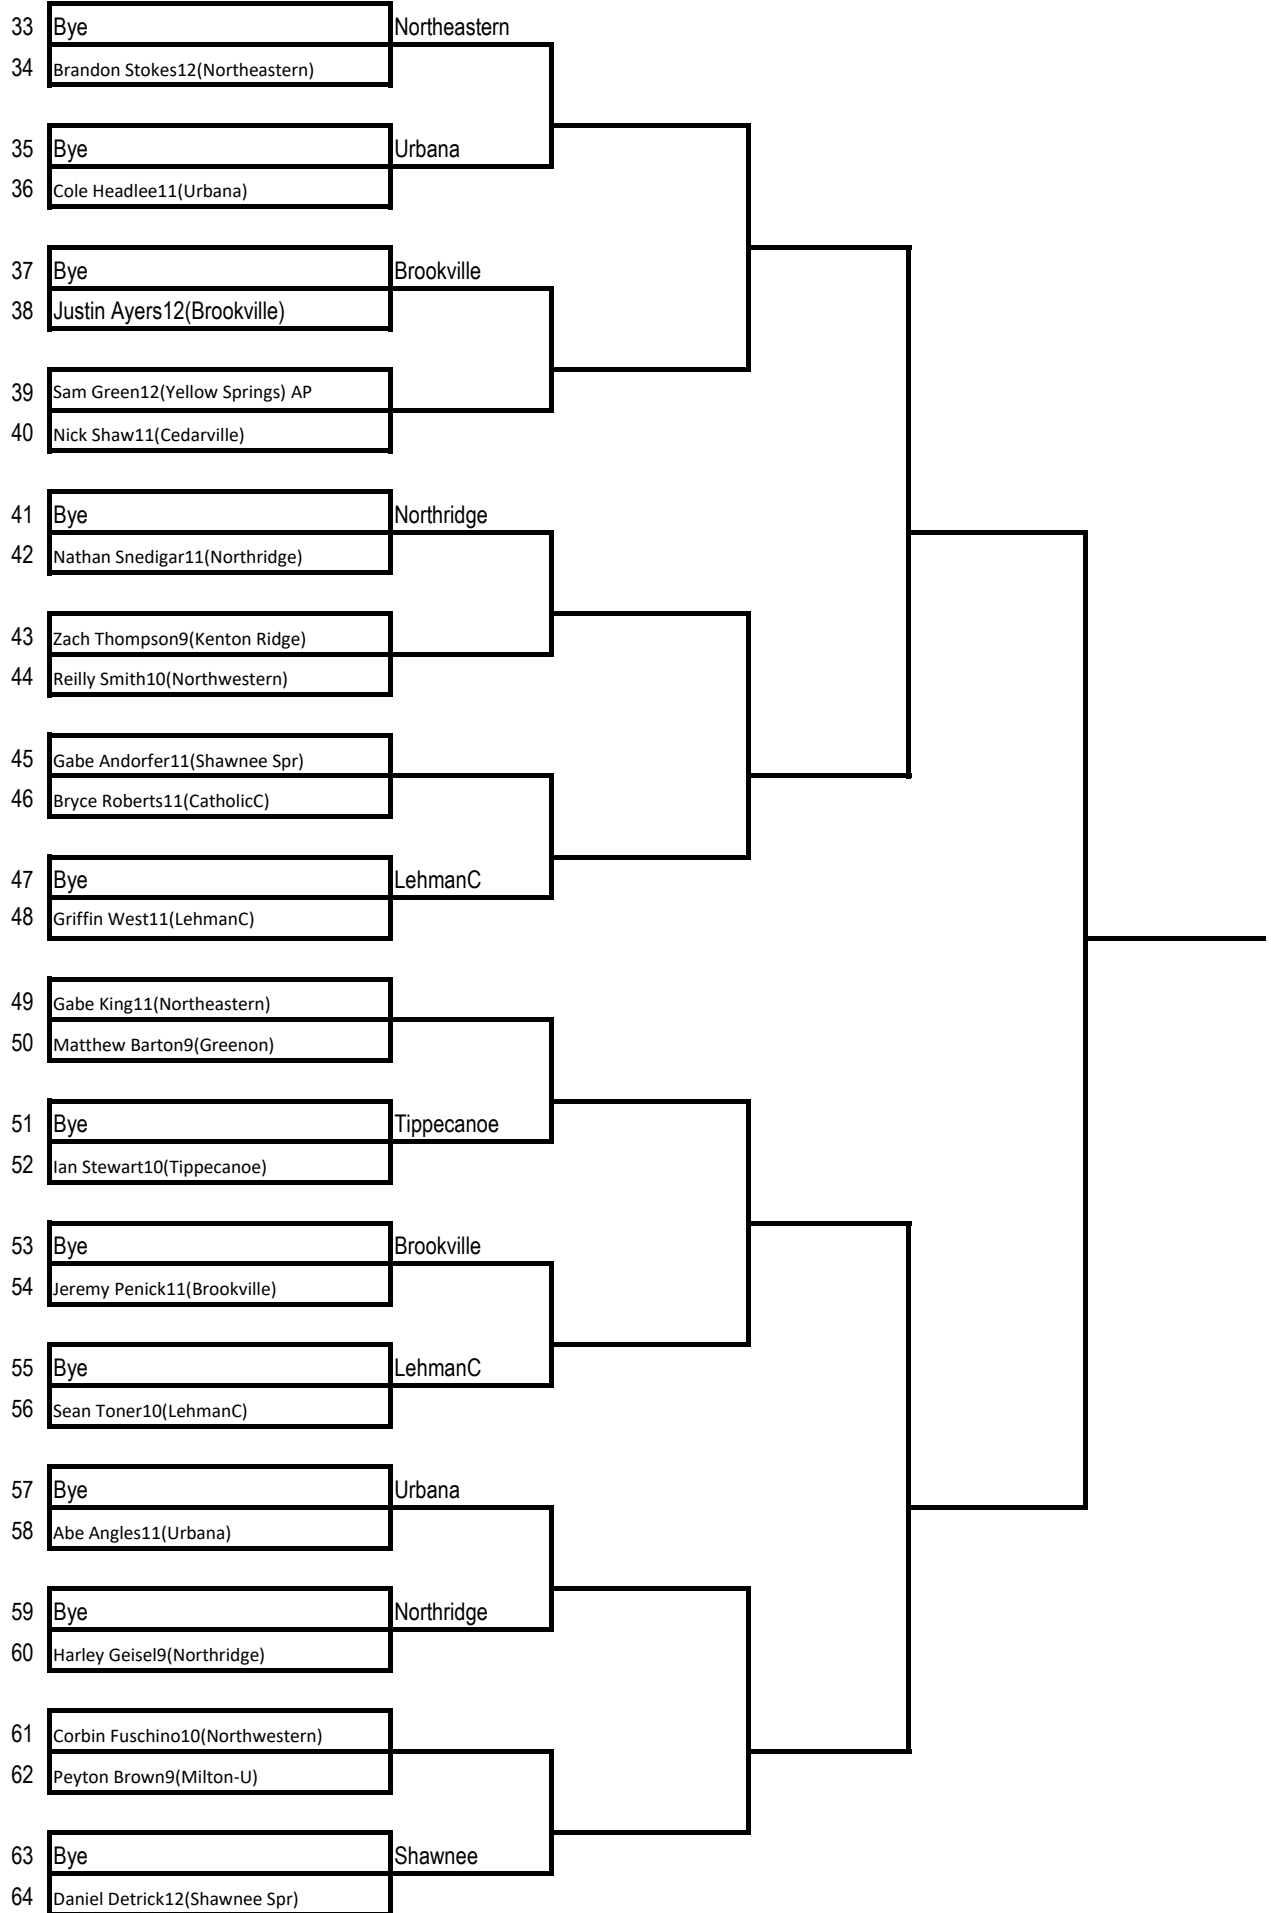 33 Bye Northeastern
34 Brandon Stokes12(Northeastern)
35 Bye Urbana
36 Cole Headlee11(Urbana)
37 Bye Brookville
38 Justin Ayers12(Brookville)
39 Sam Green12(Yellow Springs) AP
40 Nick Shaw11(Cedarville)
41 Bye Northridge
42 Nathan Snedigar11(Northridge)
43 Zach Thompson9(Kenton Ridge)
44 Reilly Smith10(Northwestern)
45 Gabe Andorfer11(Shawnee Spr)
46 Bryce Roberts11(CatholicC)
47 Bye LehmanC
48 Griffin West11(LehmanC)
49 Gabe King11(Northeastern)
50 Matthew Barton9(Greenon)
51 Bye Tippecanoe
52 Ian Stewart10(Tippecanoe)
53 Bye Brookville
54 Jeremy Penick11(Brookville)
55 Bye LehmanC
56 Sean Toner10(LehmanC)
57 Bye Urbana
58 Abe Angles11(Urbana)
59 Bye Northridge
60 Harley Geisel9(Northridge)
61 Corbin Fuschino10(Northwestern)
62 Peyton Brown9(Milton-U)
63 Bye Shawnee
64 Daniel Detrick12(Shawnee Spr)